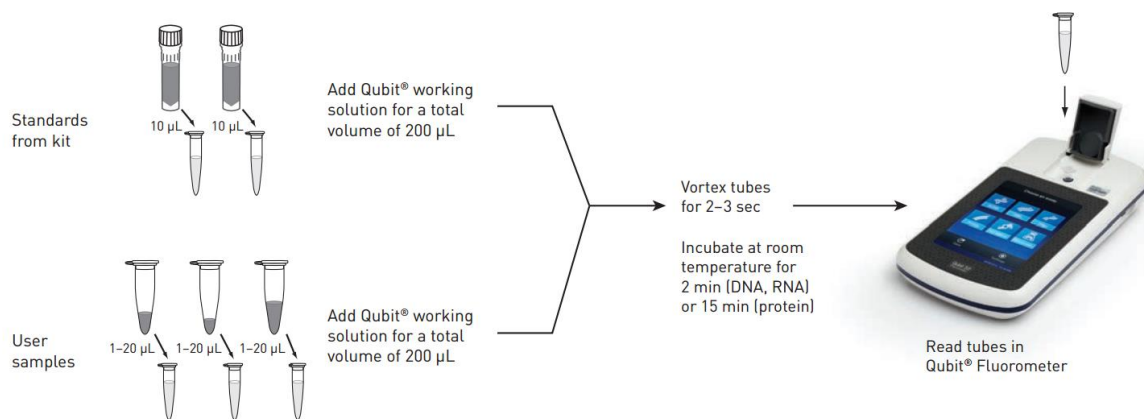 Standards
from kit
10 µL
10 µL
Add Qubit® working
solution for a total
volume of 200 µL
User
samples
1–20 µL
1–20 µL
1–20 µL
Add Qubit® working
solution for a total
volume of 200 µL
Vortex tubes
for 2–3 sec
Incubate at room
temperature for
2 min (DNA, RNA)
or 15 min (protein)
Read tubes in
Qubit® Fluorometer